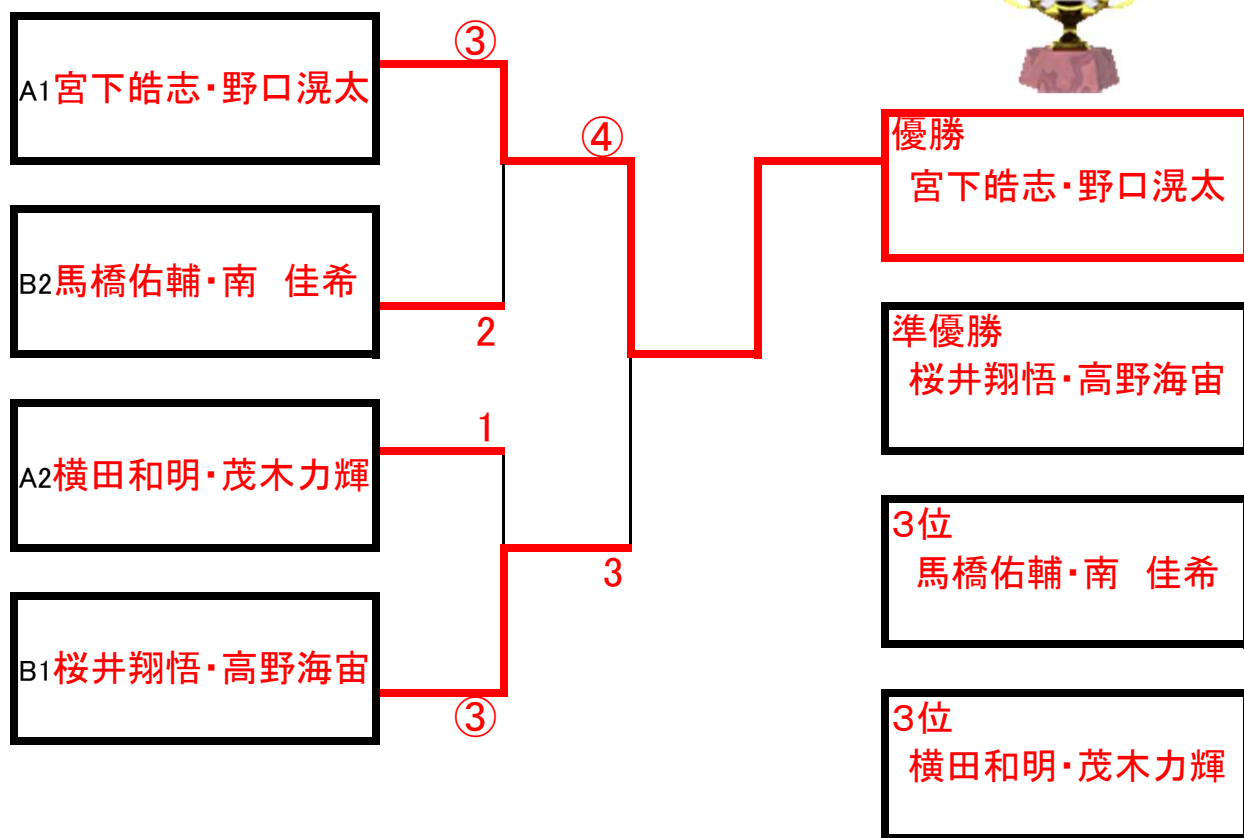 ③
A1宮下皓志・野口滉太
④
B2馬橋佑輔・南　佳希
2
A2横田和明・茂木力輝
1
3
B1桜井翔悟・高野海宙
③
優勝
宮下皓志・野口滉太
準優勝
桜井翔悟・高野海宙
３位
馬橋佑輔・南　佳希
３位
横田和明・茂木力輝